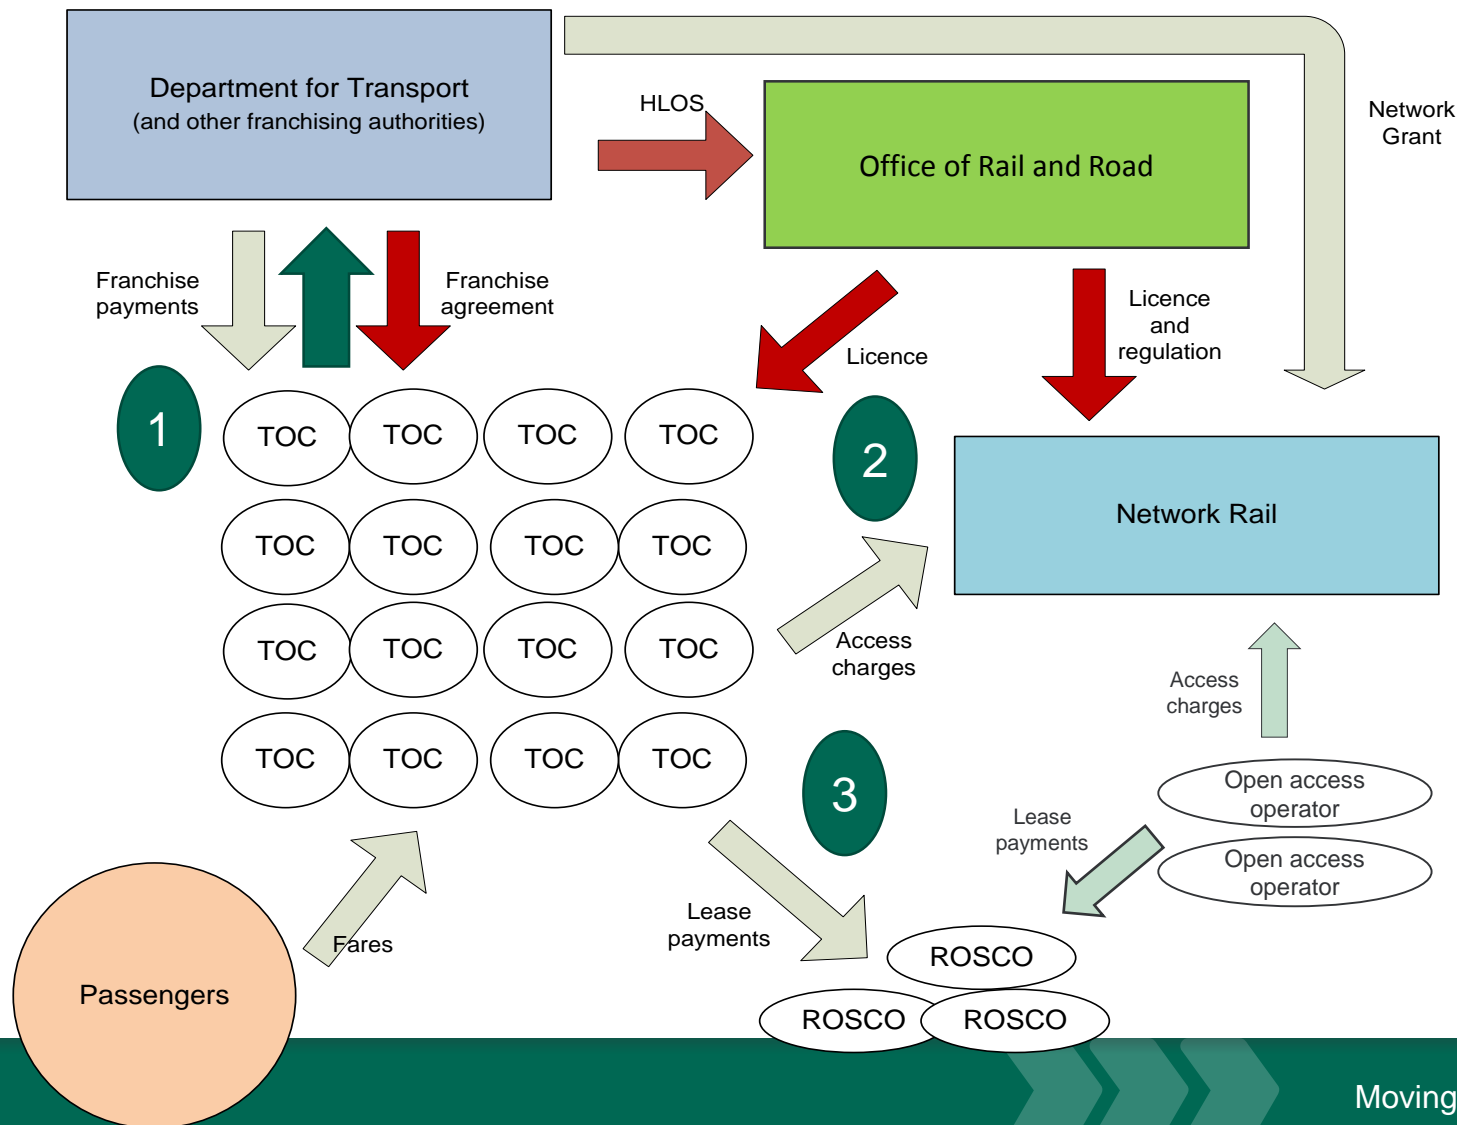 Department for Transport
(and other franchising authorities)
HLOS
Office of Rail and Road
Network
Grant
Franchise
payments
Franchise
agreement
Licence
Licence
and
regulation
1
TOC
TOC
TOC
TOC
2
TOC
TOC
TOC
TOC
Network Rail
TOC
TOC
TOC
TOC
Access
charges
Access
charges
TOC
TOC
TOC
TOC
3
Open access
operator
Open access
operator
Lease
payments
Lease
payments
Fares
Passengers
ROSCO
ROSCO
ROSCO
Moving